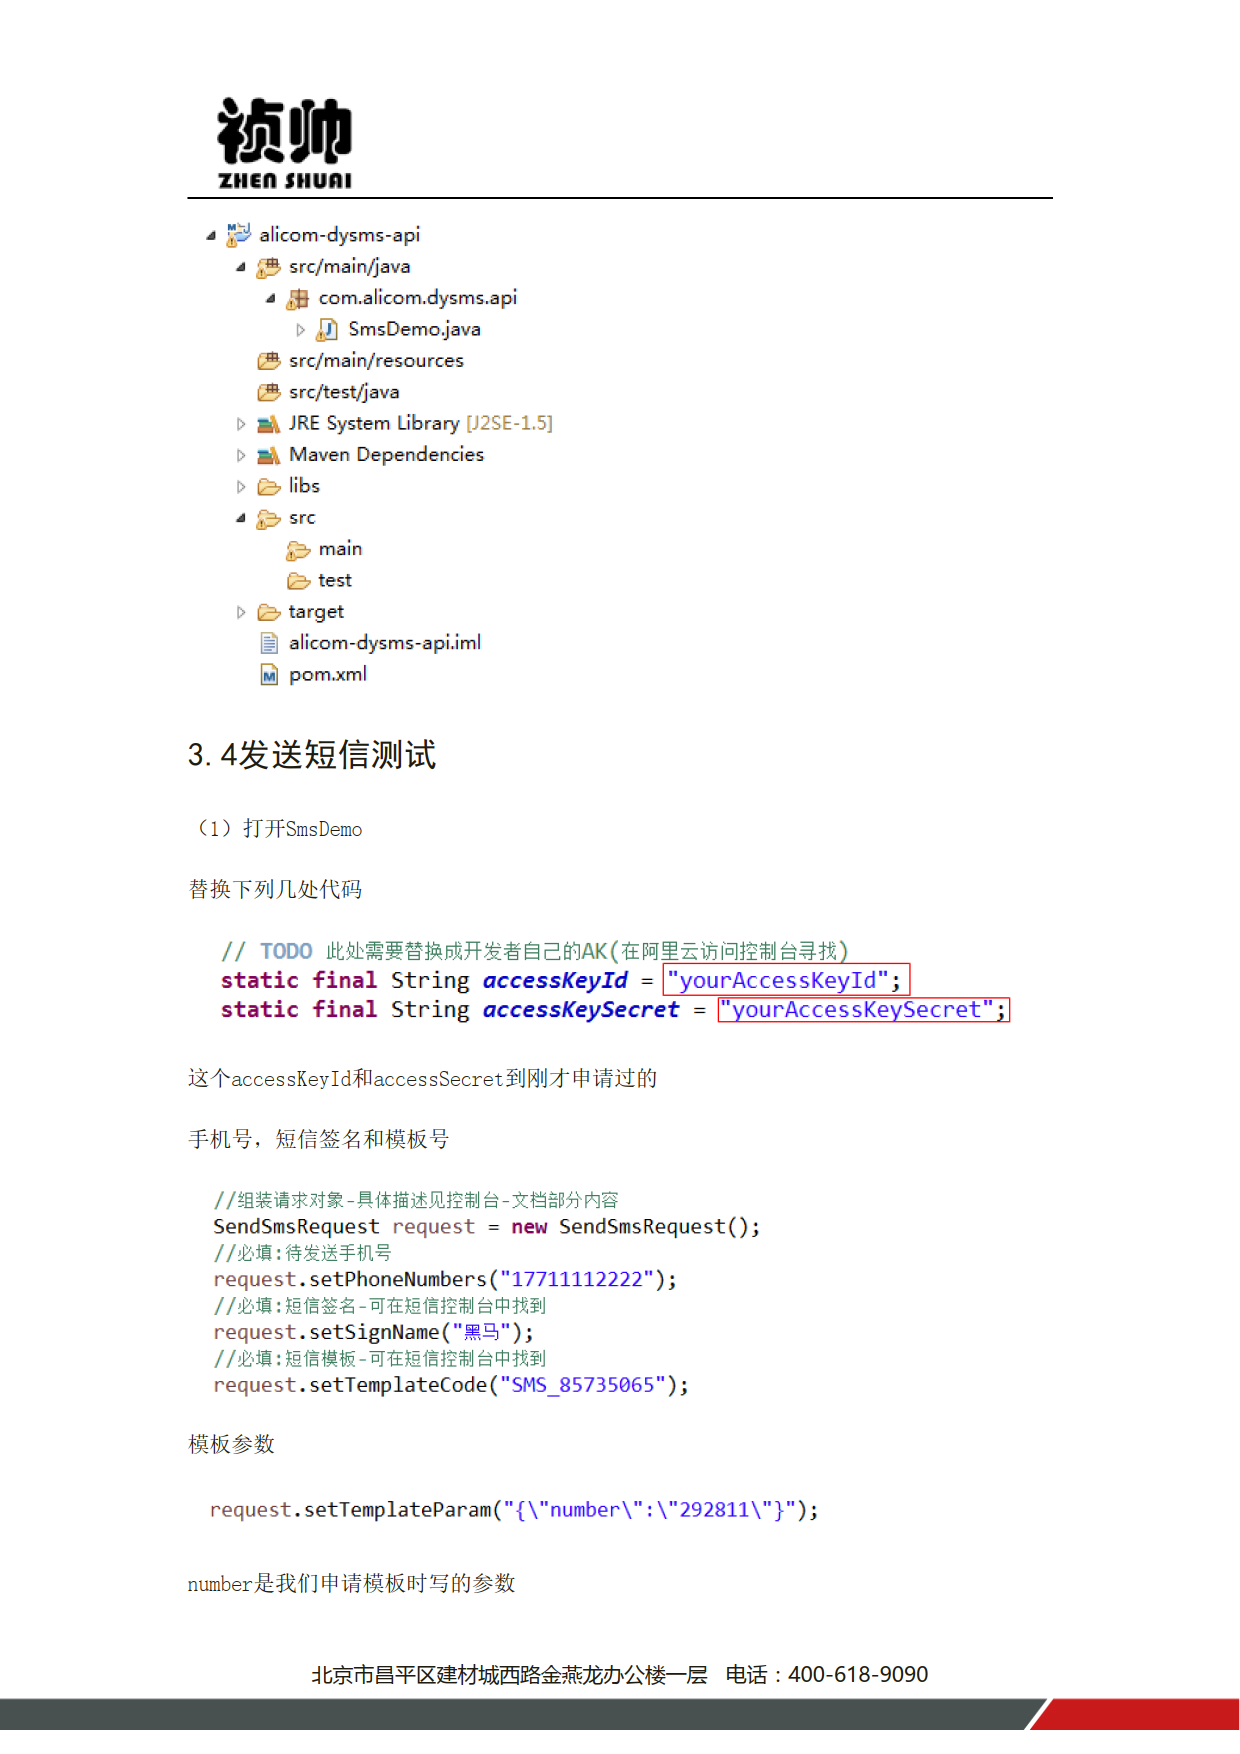 祯帅
ZHEN SHUAI
alicom-dysms-api
src/main/java
com.alicom.dysms.api
SmsDemo.java
src/main/resources
src/test/java
JRE System Library [J2SE-1.5]
Maven Dependencies
libs
src
main
test
target
alicom-dysms-api.iml
pom.xml
3.4发送短信测试
（1）打开SmsDemo
替换下列几处代码
// TODO 此处需要替换成开发者自己的AK(在阿里云访问控制台寻找)
static final String accessKeyId = "yourAccessKeyId";
static final String accessKeySecret = "yourAccessKeySecret";
这个accessKeyId和accessSecret到刚才申请过的
手机号，短信签名和模板号
//组装请求对象-具体描述见控制台-文档部分内容
SendSmsRequest request = new SendSmsRequest();
//必填:待发送手机号
request.setPhoneNumbers("17711112222");
//必填:短信签名-可在短信控制台中找到
request.setSignName("黑马");
//必填:短信模板-可在短信控制台中找到
request.setTemplateCode("SMS_85735065");
模板参数
request.setTemplateParam("{\"number\":\"292811\"}");
number是我们申请模板时写的参数
北京市昌平区建材城西路金燕龙办公楼一层 电话：400-618-9090